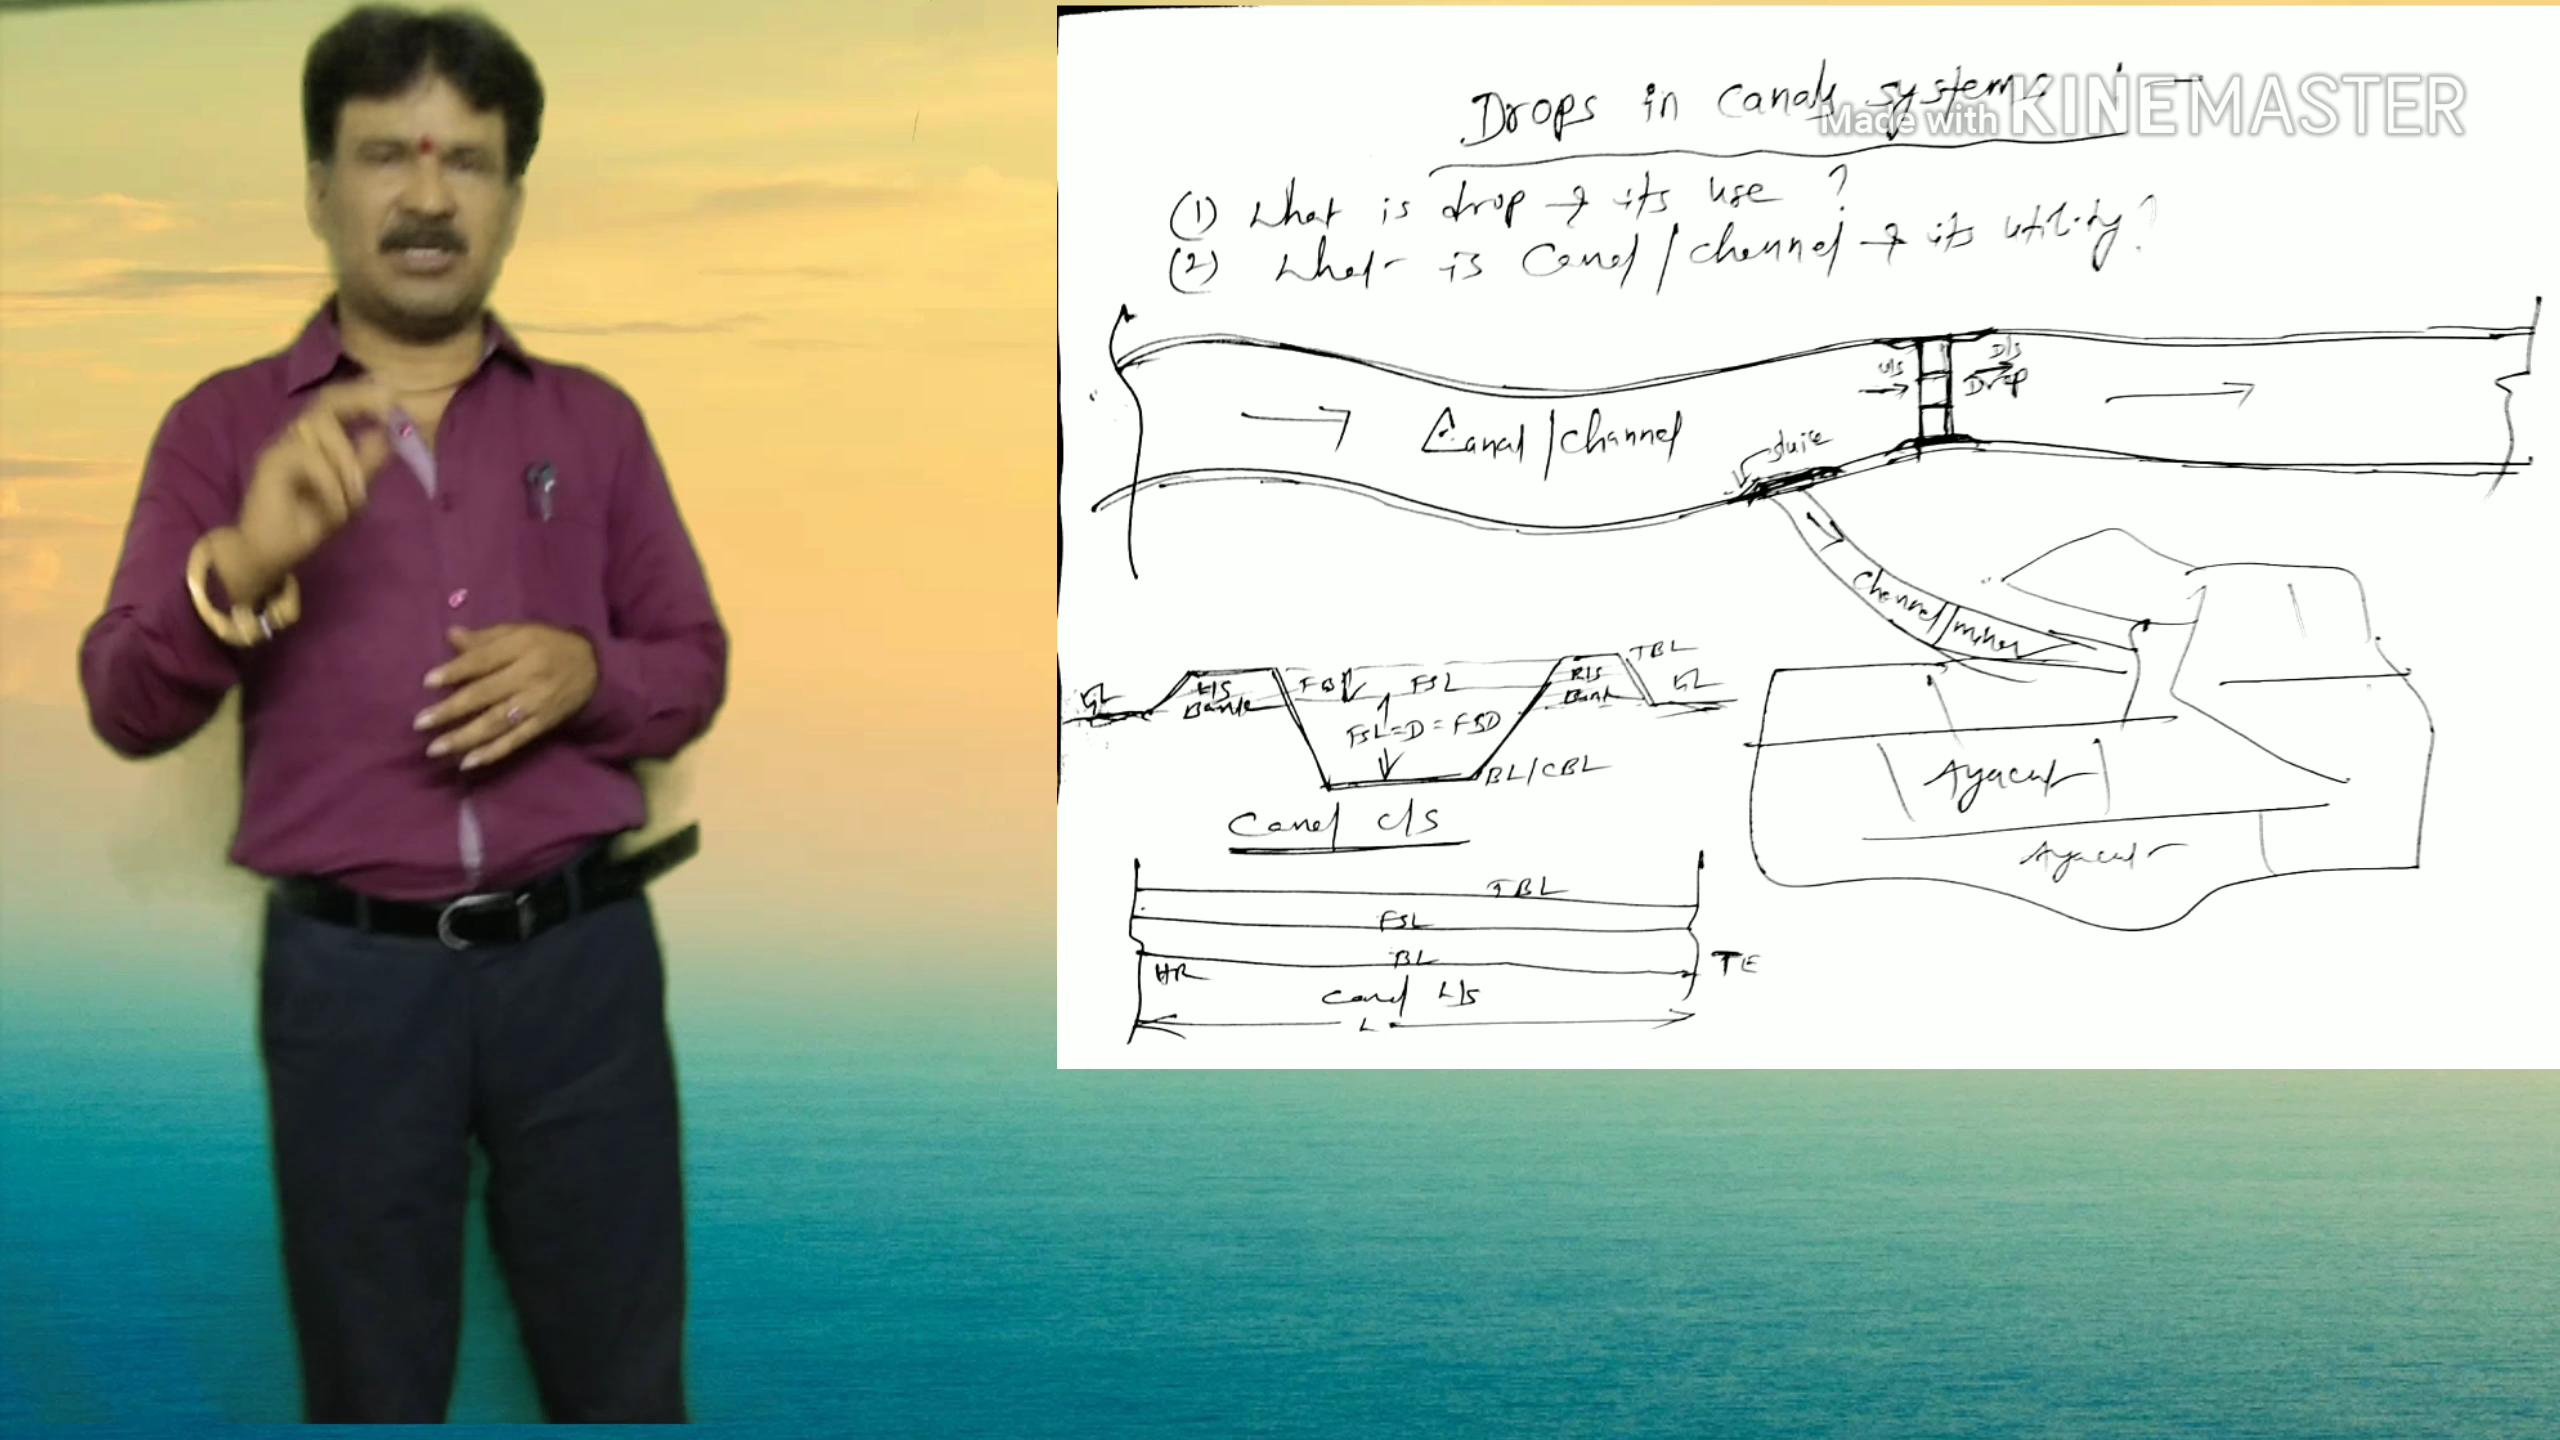 Drops in Canals systems :-
Made with KINEMASTER
(1) What is drop & its use ?
(2) What is Canal/channel & its utility?
U/S
D/S
Drop
Canal/channel
sluice
channel/minor
TBL
GL
L/S
Bank
FB
FSL
R/S
Bank
GL
FSL=D=FSD
BL/CBL
Canal C/S
Ayacut
Ayacut
TBL
FSL
BL
HR
TE
Canal L/S
L